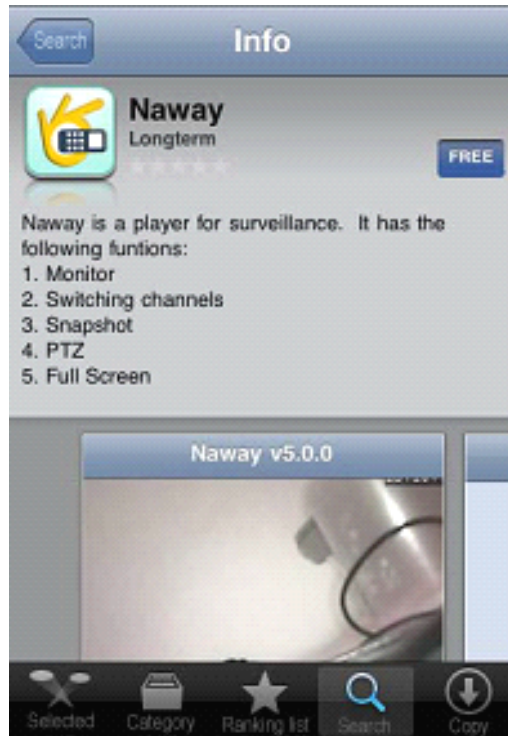 Search
Info
Naway
Longterm
FREE
Naway is a player for surveillance. It has the
following funtions:
1. Monitor
2. Switching channels
3. Snapshot
4. PTZ
5. Full Screen
Naway v5.0.0
Selected
Category
Ranking list
Search
Copy